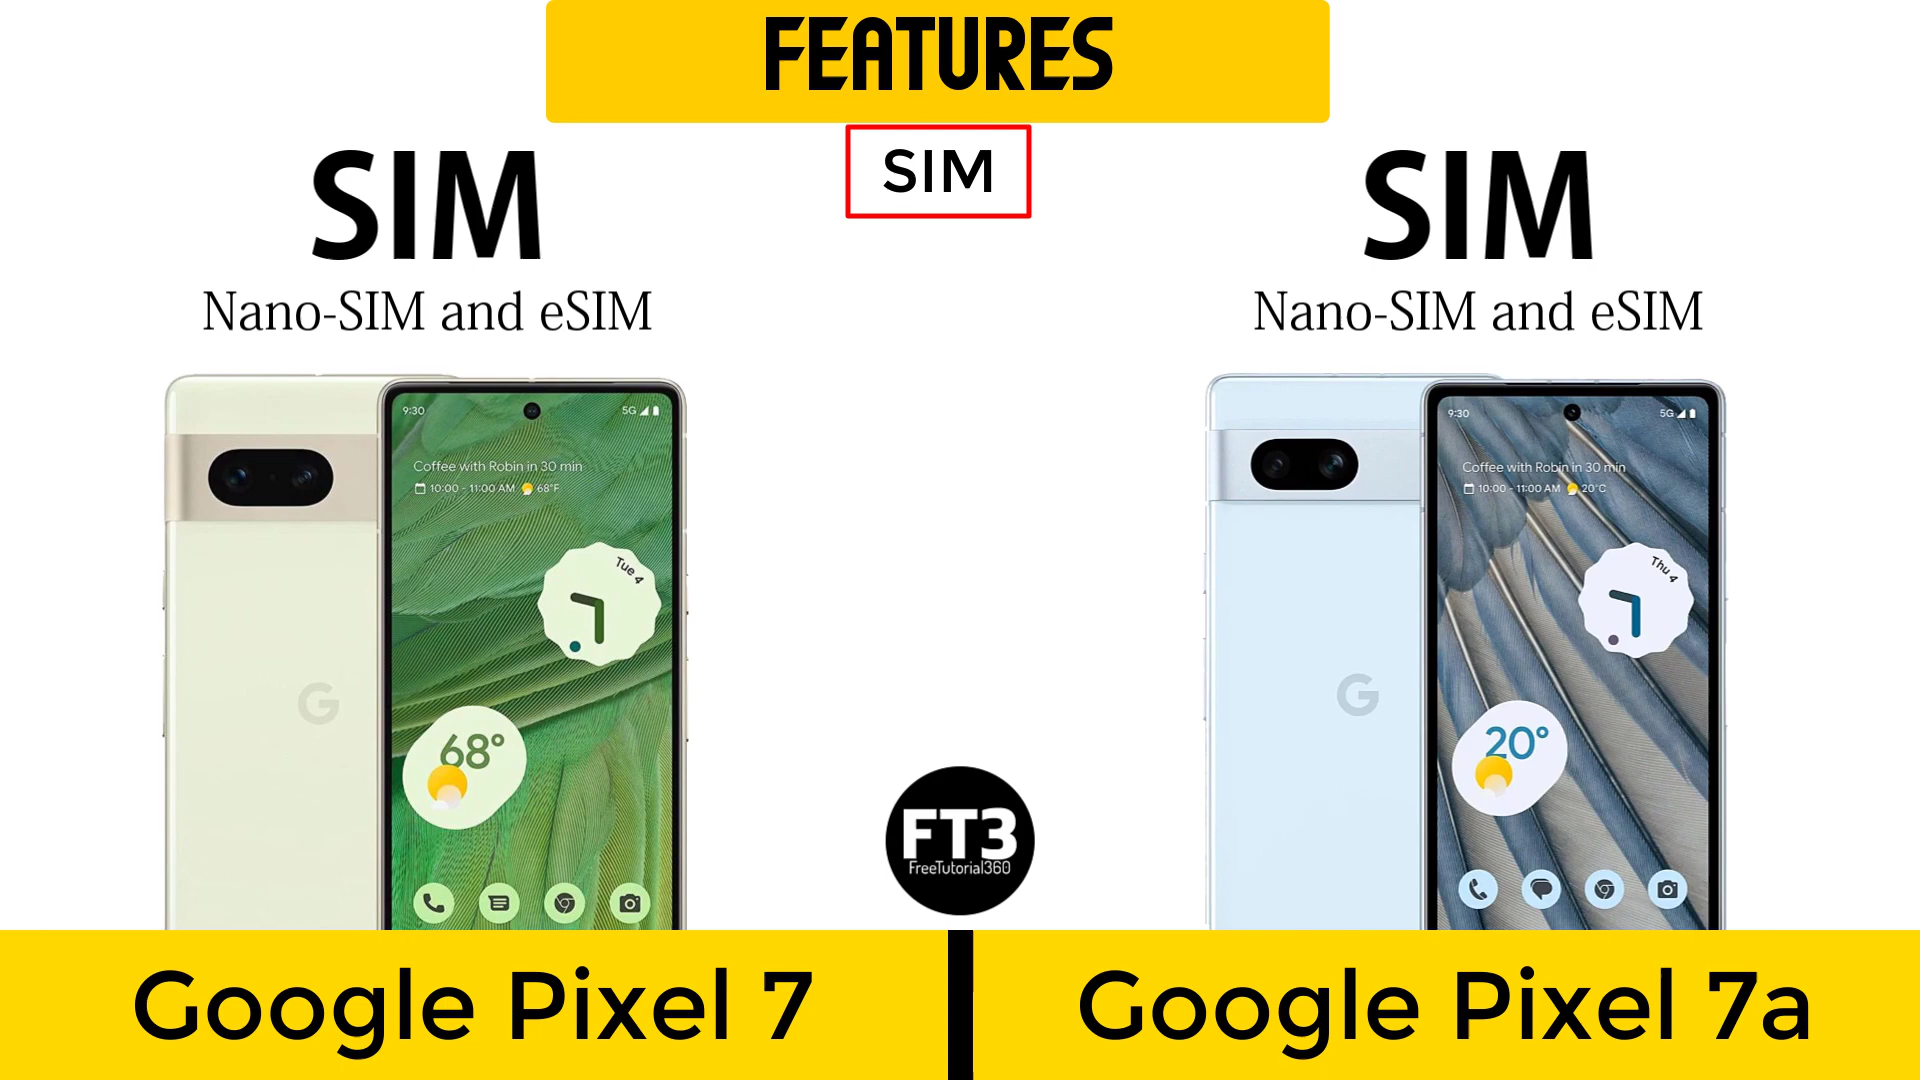 FEATURES
SIM
SIM
Nano-SIM and eSIM
SIM
Nano-SIM and eSIM
9:30
5G
Coffee with Robin in 30 min
10:00 - 11:00 AM 68°F
Tue 4
68°
G
9:30
5G
Coffee with Robin in 30 min
10:00 - 11:00 AM 20°C
Thu 4
20°
G
FT3
FreeTutorial360
Google Pixel 7
Google Pixel 7a